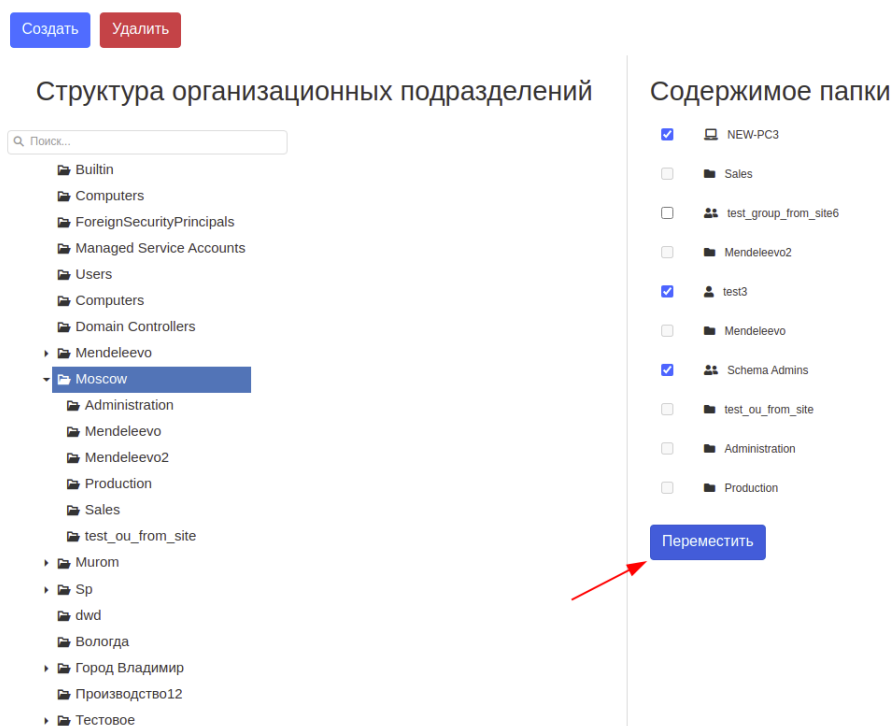 Создать Удалить
Структура организационных подразделений
Поиск...
Builtin
Computers
ForeignSecurityPrincipals
Managed Service Accounts
Users
Computers
Domain Controllers
Mendeleevo
Moscow
Administration
Mendeleevo
Mendeleevo2
Production
Sales
test_ou_from_site
Murom
Sp
dwd
Вологда
Город Владимир
Производство12
Тестовое
Содержимое папки
NEW-PC3
Sales
test_group_from_site6
Mendeleevo2
test3
Mendeleevo
Schema Admins
test_ou_from_site
Administration
Production
Переместить